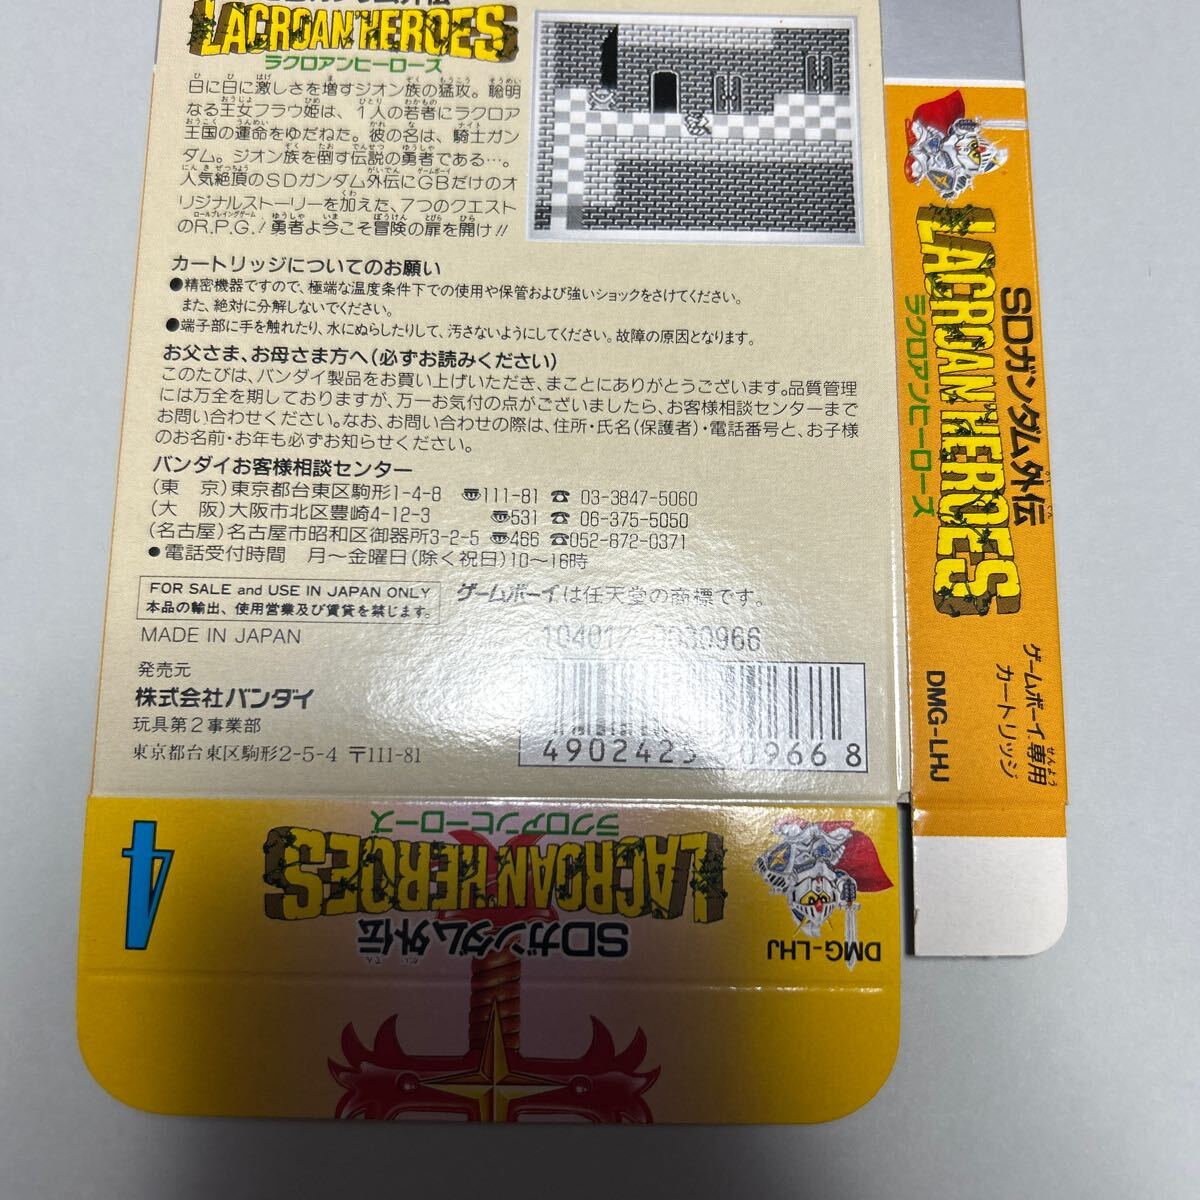 LACROAN HEROES
ラクロアンヒーローズ
日に日に激しさを増すジオン族の猛攻。聡明
なる王女フラウ姫は、1人の若者にラクロア
王国の運命をゆだねた。彼の名は、騎士ガン
ダム。ジオン族を倒す伝説の勇者である…。
人気絶頂のSDガンダム外伝にGBだけのオ
リジナルストーリーを加えた、7つのクエスト
のR.P.G.!勇者よ今こそ冒険の扉を開け!!
カートリッジについてのお願い
●精密機器ですので、極端な温度条件下での使用や保管および強いショックをさけてください。
また、絶対に分解しないでください。
●端子部に手を触れたり、水にぬらしたりして、汚さないようにしてください。故障の原因となります。
お父さま、お母さま方へ(必ずお読みください)
このたびは、バンダイ製品をお買い上げいただき、まことにありがとうございます。品質管理
には万全を期しておりますが、万一お気付の点がございましたら、お客様相談センターまで
お問い合わせください。なお、お問い合わせの際は、住所・氏名(保護者)・電話番号と、お子様
のお名前・お年も必ずお知らせください。
バンダイお客様相談センター
(東 京)東京都台東区駒形1-4-8 〠111-81 ☎ 03-3847-5060
(大 阪)大阪市北区豊崎4-12-3 〠531 ☎ 06-375-5050
(名古屋)名古屋市昭和区御器所3-2-5 〠466 ☎052-872-0371
●電話受付時間 月〜金曜日(除く祝日)10〜16時
FOR SALE and USE IN JAPAN ONLY
本品の輸出、使用営業及び賃貸を禁じます。
ゲームボーイは任天堂の商標です。
MADE IN JAPAN
発売元
株式会社バンダイ
玩具第2事業部
東京都台東区駒形2-5-4 〒111-81
SDガンダム外伝
LACROAN HEROES
ラクロアンヒーローズ
ゲームボーイ専用
カートリッジ
DMG-LHJ
4
SDガンダム外伝
LACROAN HEROES
ラクロアンヒーローズ
DMG-LHJ